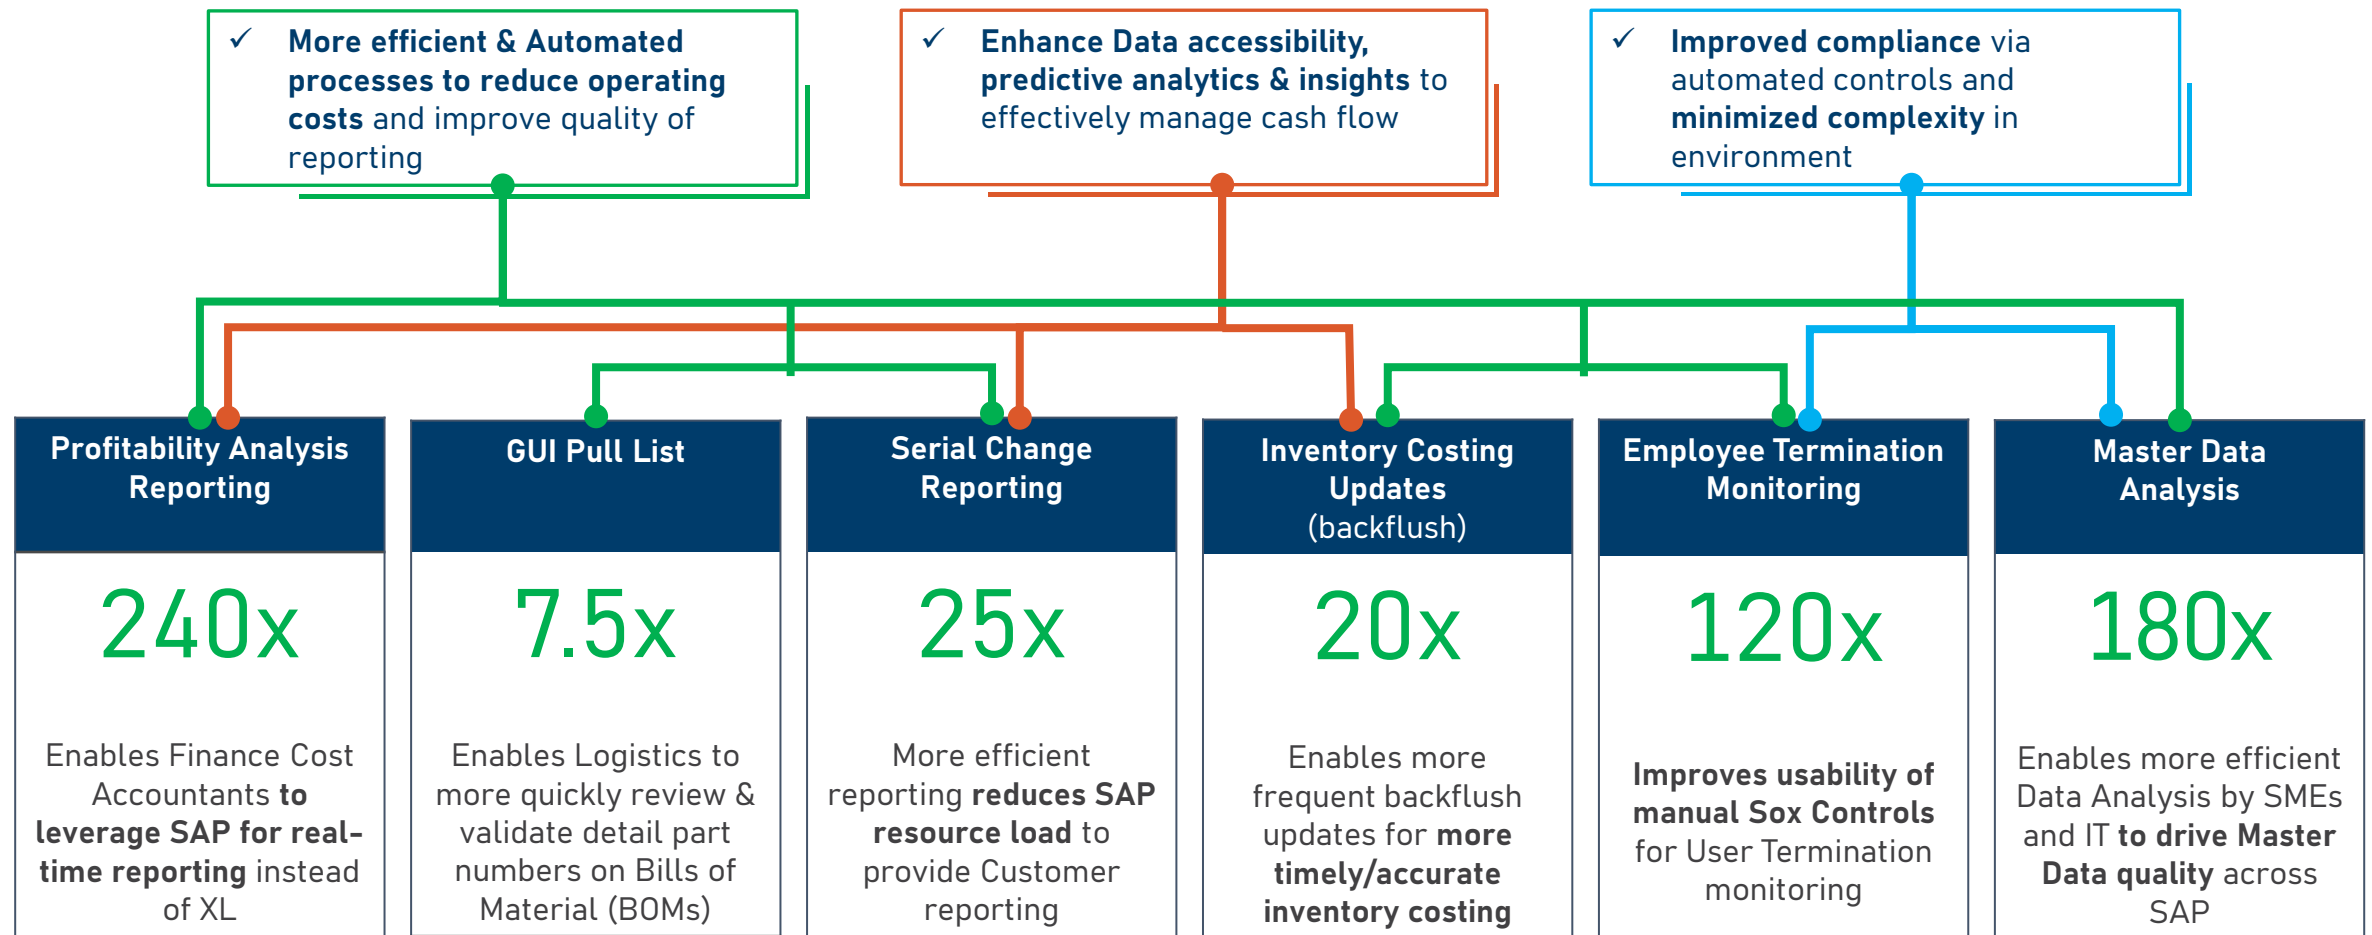 ✓ More efficient & Automated
processes to reduce operating
costs and improve quality of
reporting
✓ Enhance Data accessibility,
predictive analytics & insights to
effectively manage cash flow
✓ Improved compliance via
automated controls and
minimized complexity in
environment
Profitability Analysis
Reporting
240x
Enables Finance Cost
Accountants to
leverage SAP for real-
time reporting instead
of XL
GUI Pull List
7.5x
Enables Logistics to
more quickly review &
validate detail part
numbers on Bills of
Material (BOMs)
Serial Change
Reporting
25x
More efficient
reporting reduces SAP
resource load to
provide Customer
reporting
Inventory Costing
Updates
(backflush)
20x
Enables more
frequent backflush
updates for more
timely/accurate
inventory costing
Employee Termination
Monitoring
120x
Improves usability of
manual Sox Controls
for User Termination
monitoring
Master Data
Analysis
180x
Enables more efficient
Data Analysis by SMEs
and IT to drive Master
Data quality across
SAP